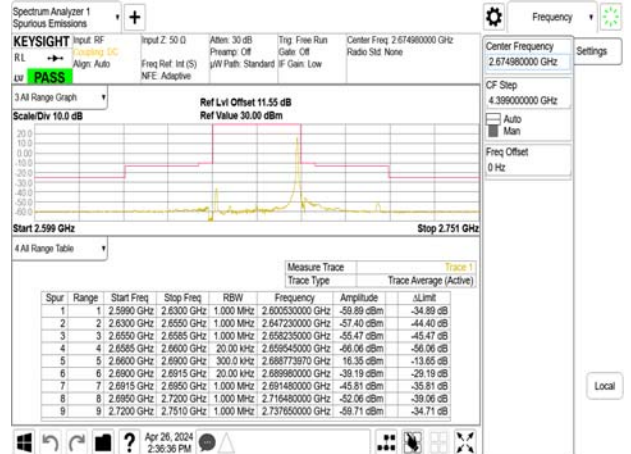 Spectrum Analyzer 1
Spurious Emissions
Frequency
KEYSIGHT Input: RF Input Z: 50 Ω Atten: 30 dB Trig: Free Run Center Freq: 2.674980000 GHz
RL Coupling: DC Preamp: Off Gate: Off Radio Std: None
Align: Auto Freq Ref: Int (S) µW Path: Standard IF Gain: Low
LXI PASS NFE: Adaptive
Center Frequency
2.674980000 GHz
Settings
CF Step
4.399000000 GHz
Auto
Man
Freq Offset
0 Hz
3 All Range Graph
Ref Lvl Offset 11.55 dB
Scale/Div 10.0 dB Ref Value 30.00 dBm
20.0
10.0
0.00
-10.0
-20.0
-30.0
-40.0
-50.0
-60.0
Start 2.599 GHz Stop 2.751 GHz
4 All Range Table
Measure Trace Trace 1
Trace Type Trace Average (Active)
Spur Range Start Freq Stop Freq RBW Frequency Amplitude ΔLimit
1 1 2.5990 GHz 2.6300 GHz 1.000 MHz 2.600530000 GHz -59.89 dBm -34.89 dB
2 2 2.6300 GHz 2.6550 GHz 1.000 MHz 2.647230000 GHz -57.40 dBm -44.40 dB
3 3 2.6550 GHz 2.6585 GHz 1.000 MHz 2.658235000 GHz -55.47 dBm -45.47 dB
4 4 2.6585 GHz 2.6600 GHz 20.00 kHz 2.659545000 GHz -66.06 dBm -56.06 dB
5 5 2.6600 GHz 2.6900 GHz 300.0 kHz 2.688773970 GHz 16.35 dBm -13.65 dB
6 6 2.6900 GHz 2.6915 GHz 20.00 kHz 2.689980000 GHz -39.19 dBm -29.19 dB
7 7 2.6915 GHz 2.6950 GHz 1.000 MHz 2.691480000 GHz -45.81 dBm -35.81 dB
8 8 2.6950 GHz 2.7200 GHz 1.000 MHz 2.716480000 GHz -52.06 dBm -39.06 dB
9 9 2.7200 GHz 2.7510 GHz 1.000 MHz 2.737650000 GHz -59.71 dBm -34.71 dB
Local
Apr 26, 2024
2:36:36 PM